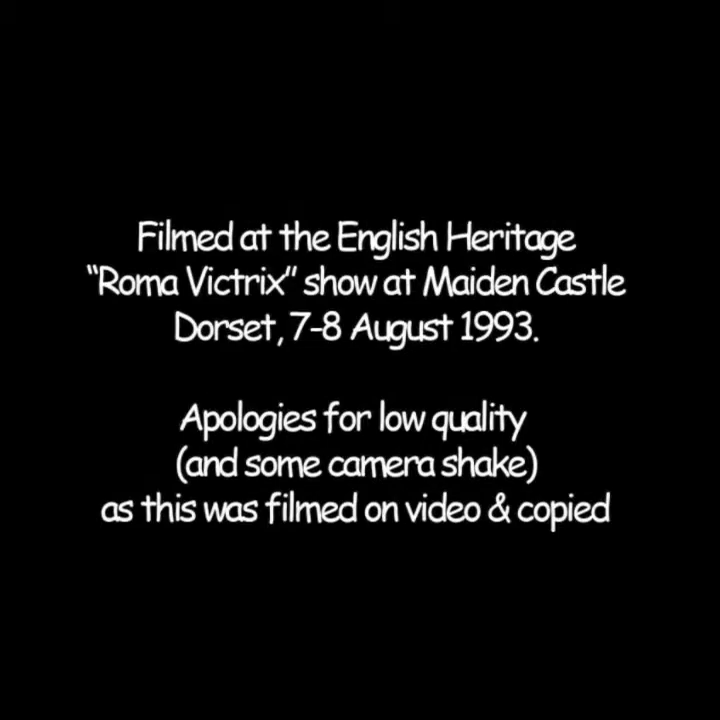 Filmed at the English Heritage
“Roma Victrix” show at Maiden Castle
Dorset, 7-8 August 1993.
Apologies for low quality
(and some camera shake)
as this was filmed on video & copied